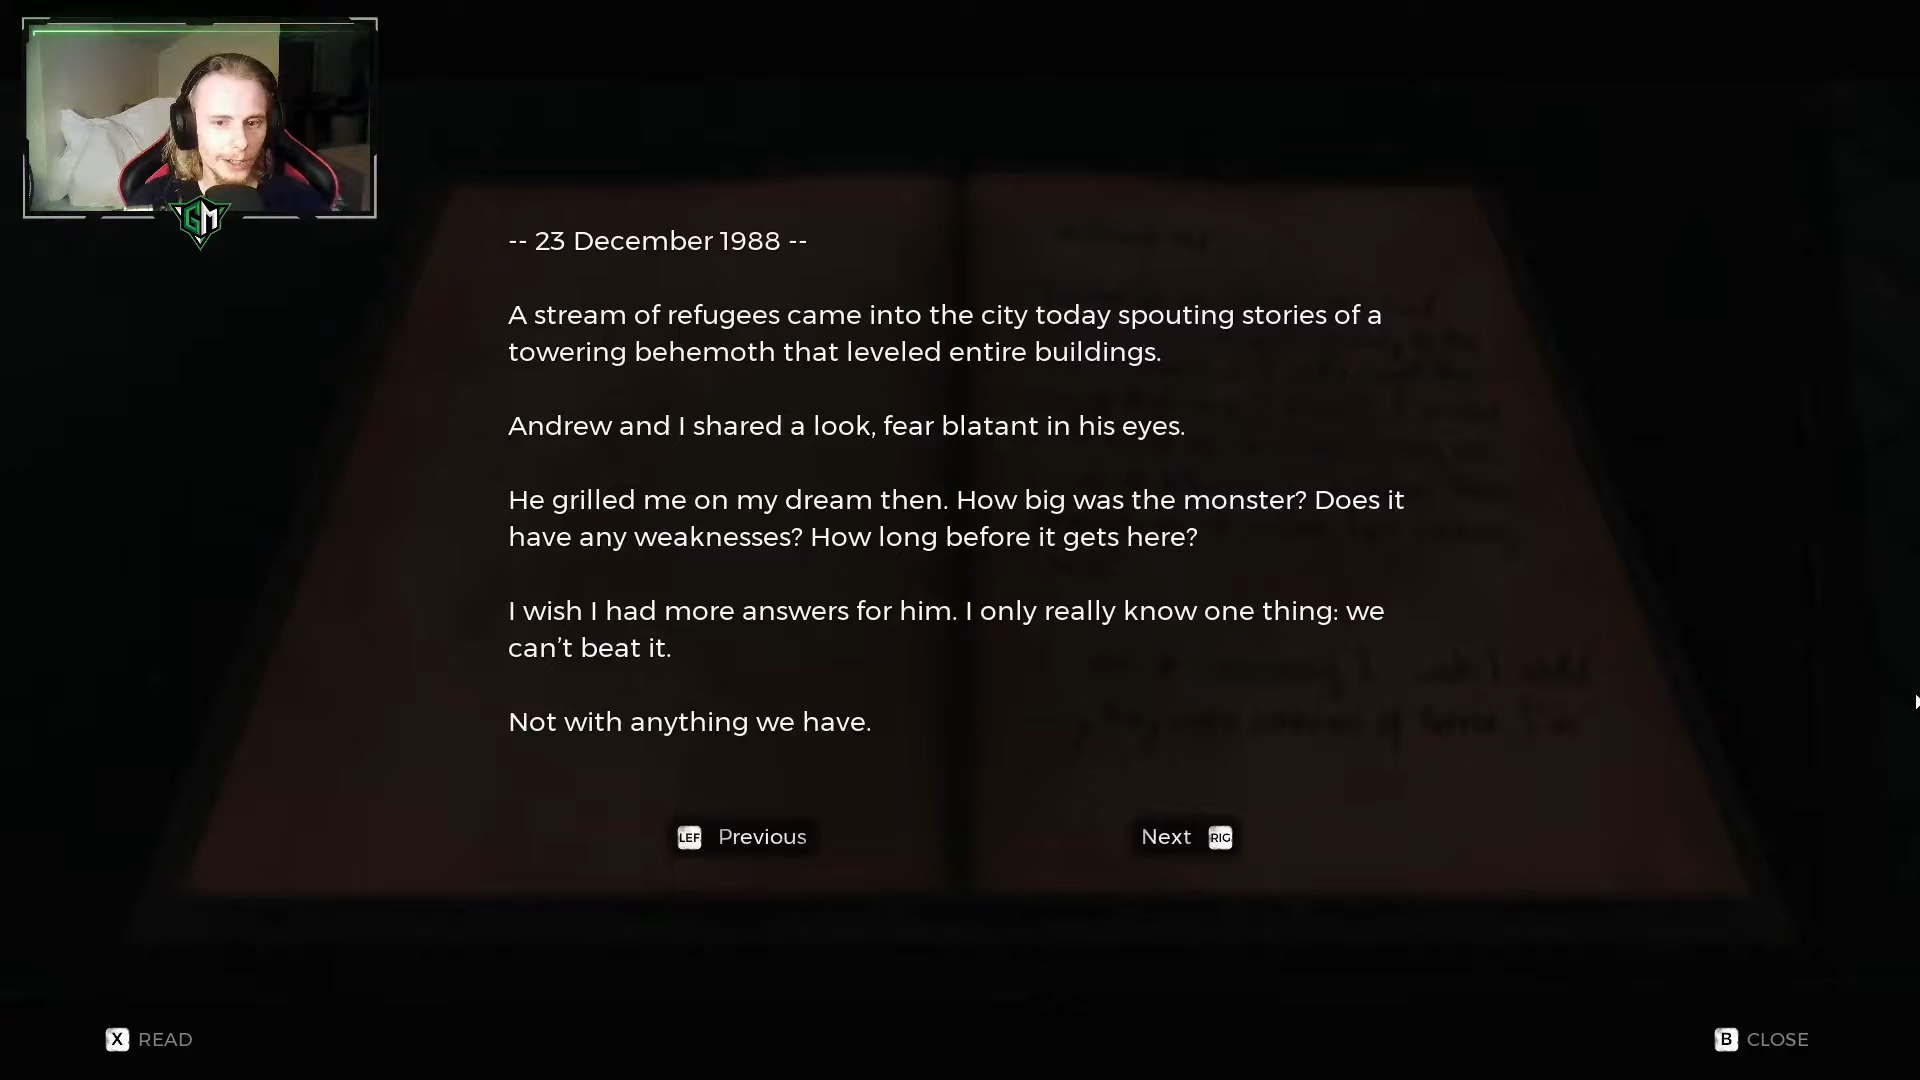 GM
-- 23 December 1988 --
A stream of refugees came into the city today spouting stories of a
towering behemoth that leveled entire buildings.
Andrew and I shared a look, fear blatant in his eyes.
He grilled me on my dream then. How big was the monster? Does it
have any weaknesses? How long before it gets here?
I wish I had more answers for him. I only really know one thing: we
can’t beat it.
Not with anything we have.
LEF Previous
Next RIG
X READ
B CLOSE